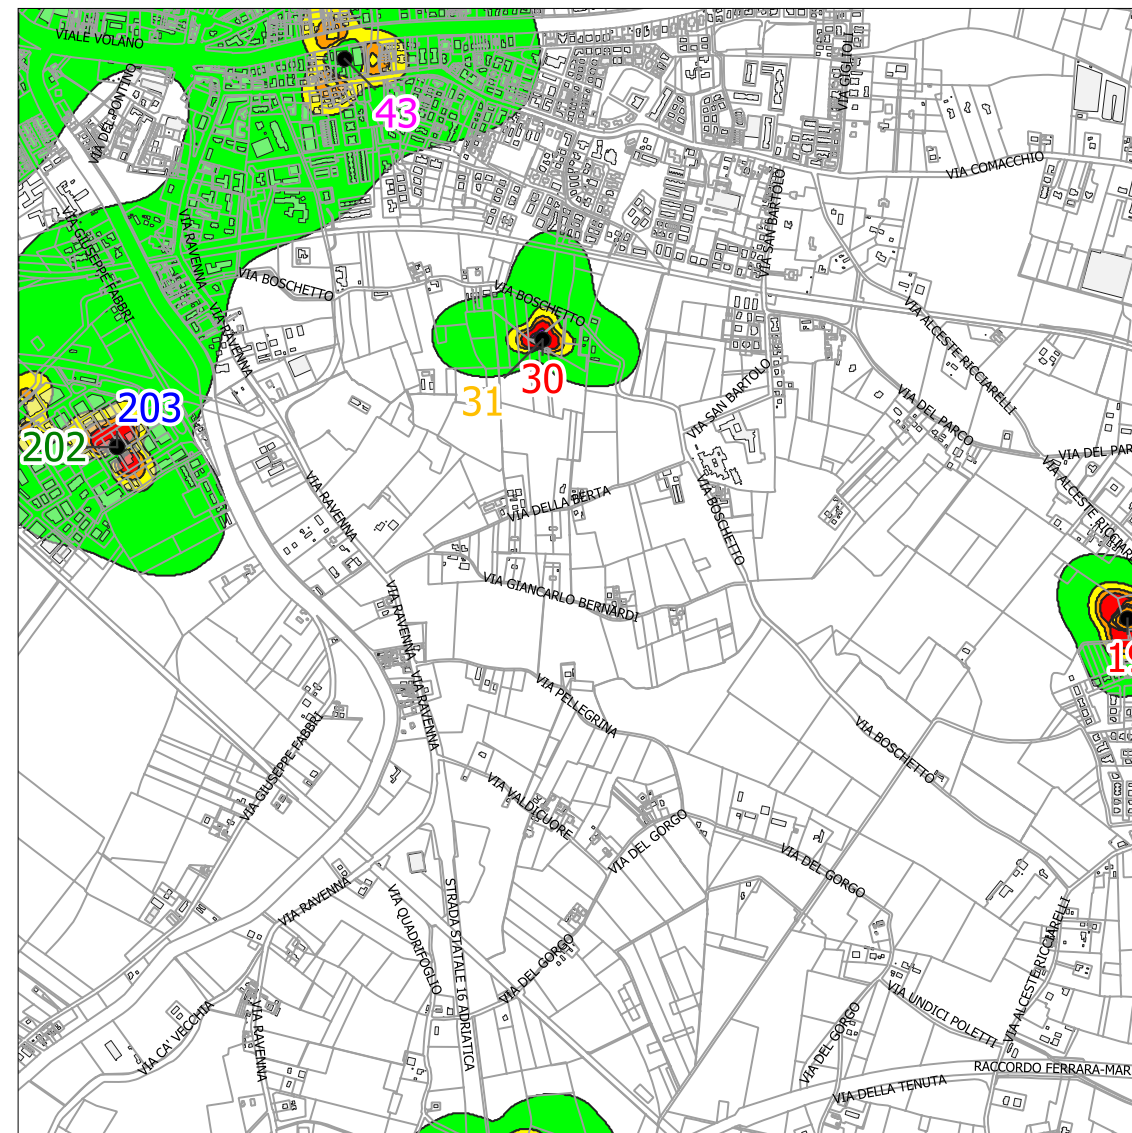 VIALE VOLANO
VIA DEL PONTINO
43
VIA GIGLIOLI
VIA COMACCHIO
VIA SAN BARTOLO
VIA GIUSEPPE FABBRI
VIA RAVENNA
VIA BOSCHETTO
VIA BOSCHETTO
VIA RAVENNA
VIA ALCESTE RICCIARELLI
30
31
203
202
VIA SAN BARTOLO
VIA DEL PARCO
VIA DEL PAR
VIA RAVENNA
VIA DELLA BERTA
VIA BOSCHETTO
VIA ALCESTE RICCIAR
VIA GIANCARLO BERNARDI
VIA RAVENNA
19
VIA RAVENNA
VIA PELLEGRINA
VIA GIUSEPPE FABBRI
VIA BOSCHETTO
VIA VALDICUORE
VIA DEL GORGO
VIA DEL GORGO
VIA RAVENNA
VIA QUADRIFOGLIO
STRADA STATALE 16 ADRIATICA
VIA DEL GORGO
VIA ALCESTE RICCIARELLI
VIA UNDICI POLETTI
VIA CA' VECCHIA
VIA RAVENNA
VIA DEL GORGO
RACCORDO FERRARA-MAR
VIA DELLA TENUTA